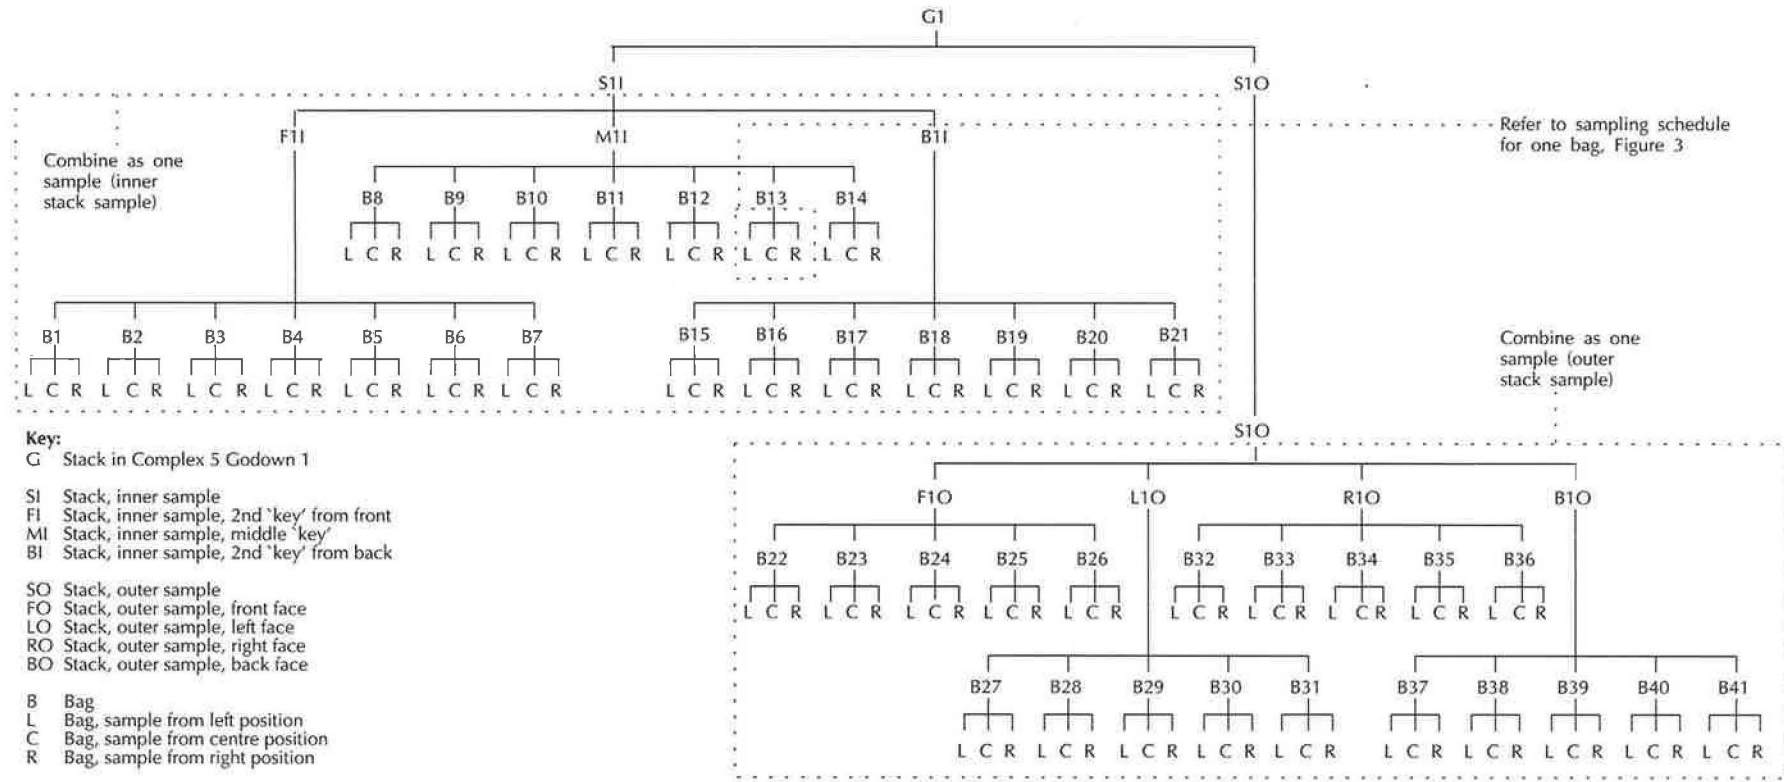 G1
S1I S1O
F1I M1I B1I
Refer to sampling schedule
for one bag, Figure 3
Combine as one
sample (inner
stack sample)
B8 B9 B10 B11 B12 B13 B14
L C R L C R L C R L C R L C R L C R L C R
B1 B2 B3 B4 B5 B6 B7 B15 B16 B17 B18 B19 B20 B21
L C R L C R L C R L C R L C R L C R L C R L C R L C R L C R L C R L C R L C R L C R
Combine as one
sample (outer
stack sample)
S1O
Key:
G Stack in Complex 5 Godown 1
SI Stack, inner sample
FI Stack, inner sample, 2nd ‵key′ from front
MI Stack, inner sample, middle ‵key′
BI Stack, inner sample, 2nd ‵key′ from back
SO Stack, outer sample
FO Stack, outer sample, front face
LO Stack, outer sample, left face
RO Stack, outer sample, right face
BO Stack, outer sample, back face
B Bag
L Bag, sample from left position
C Bag, sample from centre position
R Bag, sample from right position
F1O L1O R1O B1O
B22 B23 B24 B25 B26 B32 B33 B34 B35 B36
L C R L C R L C R L C R L C R L C R L C R L C R L C R L C R
B27 B28 B29 B30 B31 B37 B38 B39 B40 B41
L C R L C R L C R L C R L C R L C R L C R L C R L C R L C R